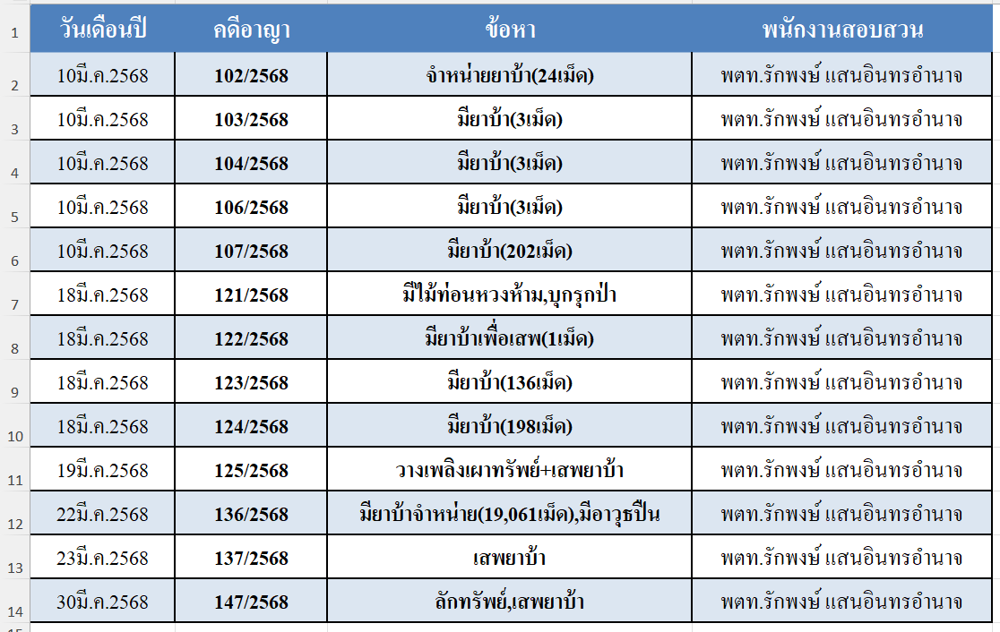 1 วันเดือนปี คดีอาญา ข้อหา พนักงานสอบสวน
2 10มี.ค.2568 102/2568 จำหน่ายยาบ้า(24เม็ด) พตท.รักพงษ์ แสนอินทรอำนาจ
3 10มี.ค.2568 103/2568 มียาบ้า(3เม็ด) พตท.รักพงษ์ แสนอินทรอำนาจ
4 10มี.ค.2568 104/2568 มียาบ้า(3เม็ด) พตท.รักพงษ์ แสนอินทรอำนาจ
5 10มี.ค.2568 106/2568 มียาบ้า(3เม็ด) พตท.รักพงษ์ แสนอินทรอำนาจ
6 10มี.ค.2568 107/2568 มียาบ้า(202เม็ด) พตท.รักพงษ์ แสนอินทรอำนาจ
7 18มี.ค.2568 121/2568 มีไม้ท่อนหวงห้าม,บุกรุกป่า พตท.รักพงษ์ แสนอินทรอำนาจ
8 18มี.ค.2568 122/2568 มียาบ้าเพื่อเสพ(1เม็ด) พตท.รักพงษ์ แสนอินทรอำนาจ
9 18มี.ค.2568 123/2568 มียาบ้า(136เม็ด) พตท.รักพงษ์ แสนอินทรอำนาจ
10 18มี.ค.2568 124/2568 มียาบ้า(198เม็ด) พตท.รักพงษ์ แสนอินทรอำนาจ
11 19มี.ค.2568 125/2568 วางเพลิงเผาทรัพย์+เสพยาบ้า พตท.รักพงษ์ แสนอินทรอำนาจ
12 22มี.ค.2568 136/2568 มียาบ้าจำหน่าย(19,061เม็ด),มีอาวุธปืน พตท.รักพงษ์ แสนอินทรอำนาจ
13 23มี.ค.2568 137/2568 เสพยาบ้า พตท.รักพงษ์ แสนอินทรอำนาจ
14 30มี.ค.2568 147/2568 ลักทรัพย์,เสพยาบ้า พตท.รักพงษ์ แสนอินทรอำนาจ